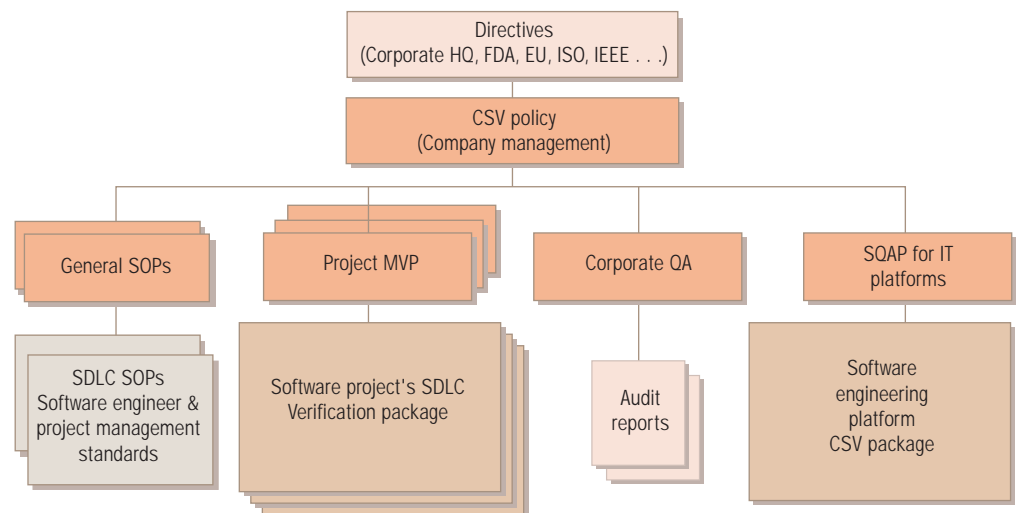 Directives
(Corporate HQ, FDA, EU, ISO, IEEE . . .)
CSV policy
(Company management)
General SOPs
Project MVP
Corporate QA
SQAP for IT
platforms
SDLC SOPs
Software engineer &
project management
standards
Software project's SDLC
Verification package
Audit
reports
Software
engineering
platform
CSV package